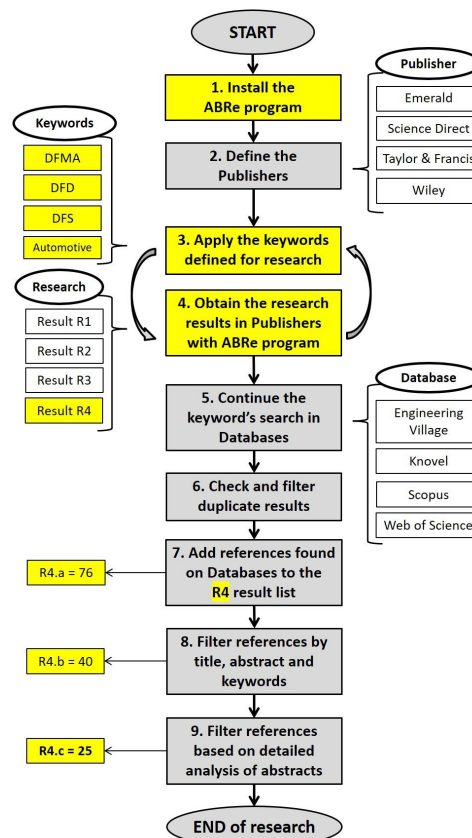 START
1. Install the
ABRe program
2. Define the
Publishers
Publisher
Emerald
Science Direct
Taylor & Francis
Wiley
Keywords
DFMA
DFD
DFS
Automotive
3. Apply the keywords
defined for research
Research
Result R1
Result R2
Result R3
Result R4
4. Obtain the research
results in Publishers
with ABRe program
5. Continue the
keyword's search in
Databases
Database
Engineering
Village
Knovel
Scopus
Web of Science
6. Check and filter
duplicate results
7. Add references found
on Databases to the
R4 result list
R4.a = 76
8. Filter references by
title, abstract and
keywords
R4.b = 40
9. Filter references
based on detailed
analysis of abstracts
R4.c = 25
END of research